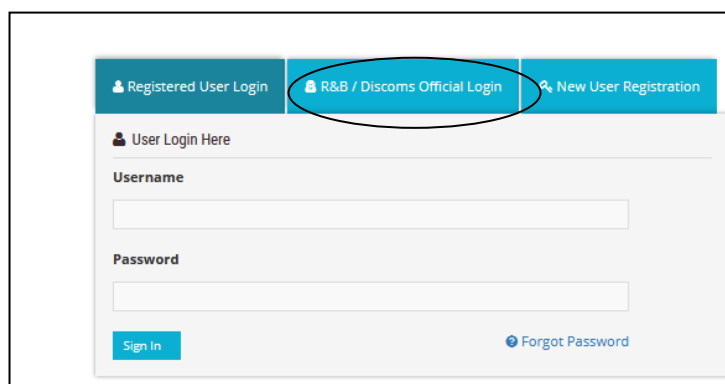 Registered User Login R&B / Discoms Official Login New User Registration
User Login Here
Username
Password
Sign In Forgot Password